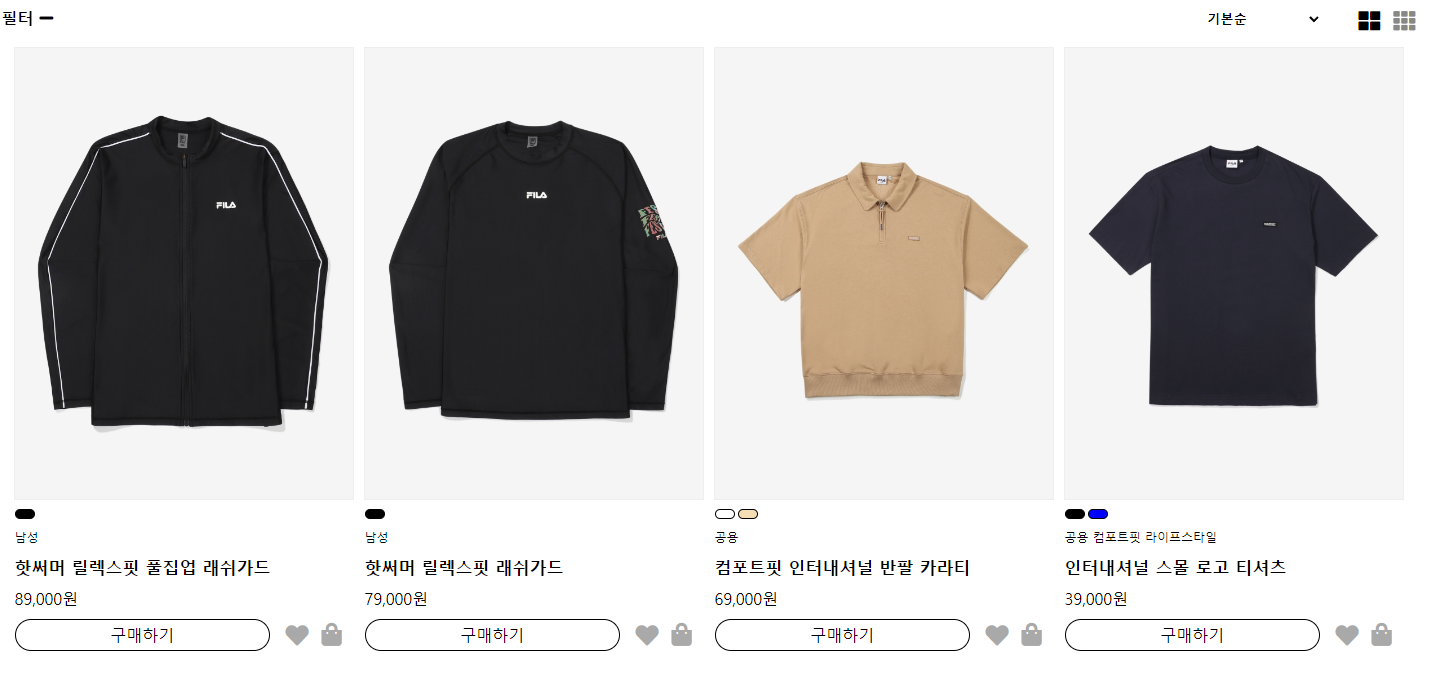 필터
기본순
FILA
FILA
남성
핫써머 릴렉스핏 풀집업 래쉬가드
89,000원
구매하기
남성
핫써머 릴렉스핏 래쉬가드
79,000원
구매하기
공용
컴포트핏 인터내셔널 반팔 카라티
69,000원
구매하기
공용 컴포트핏 라이프스타일
인터내셔널 스몰 로고 티셔츠
39,000원
구매하기